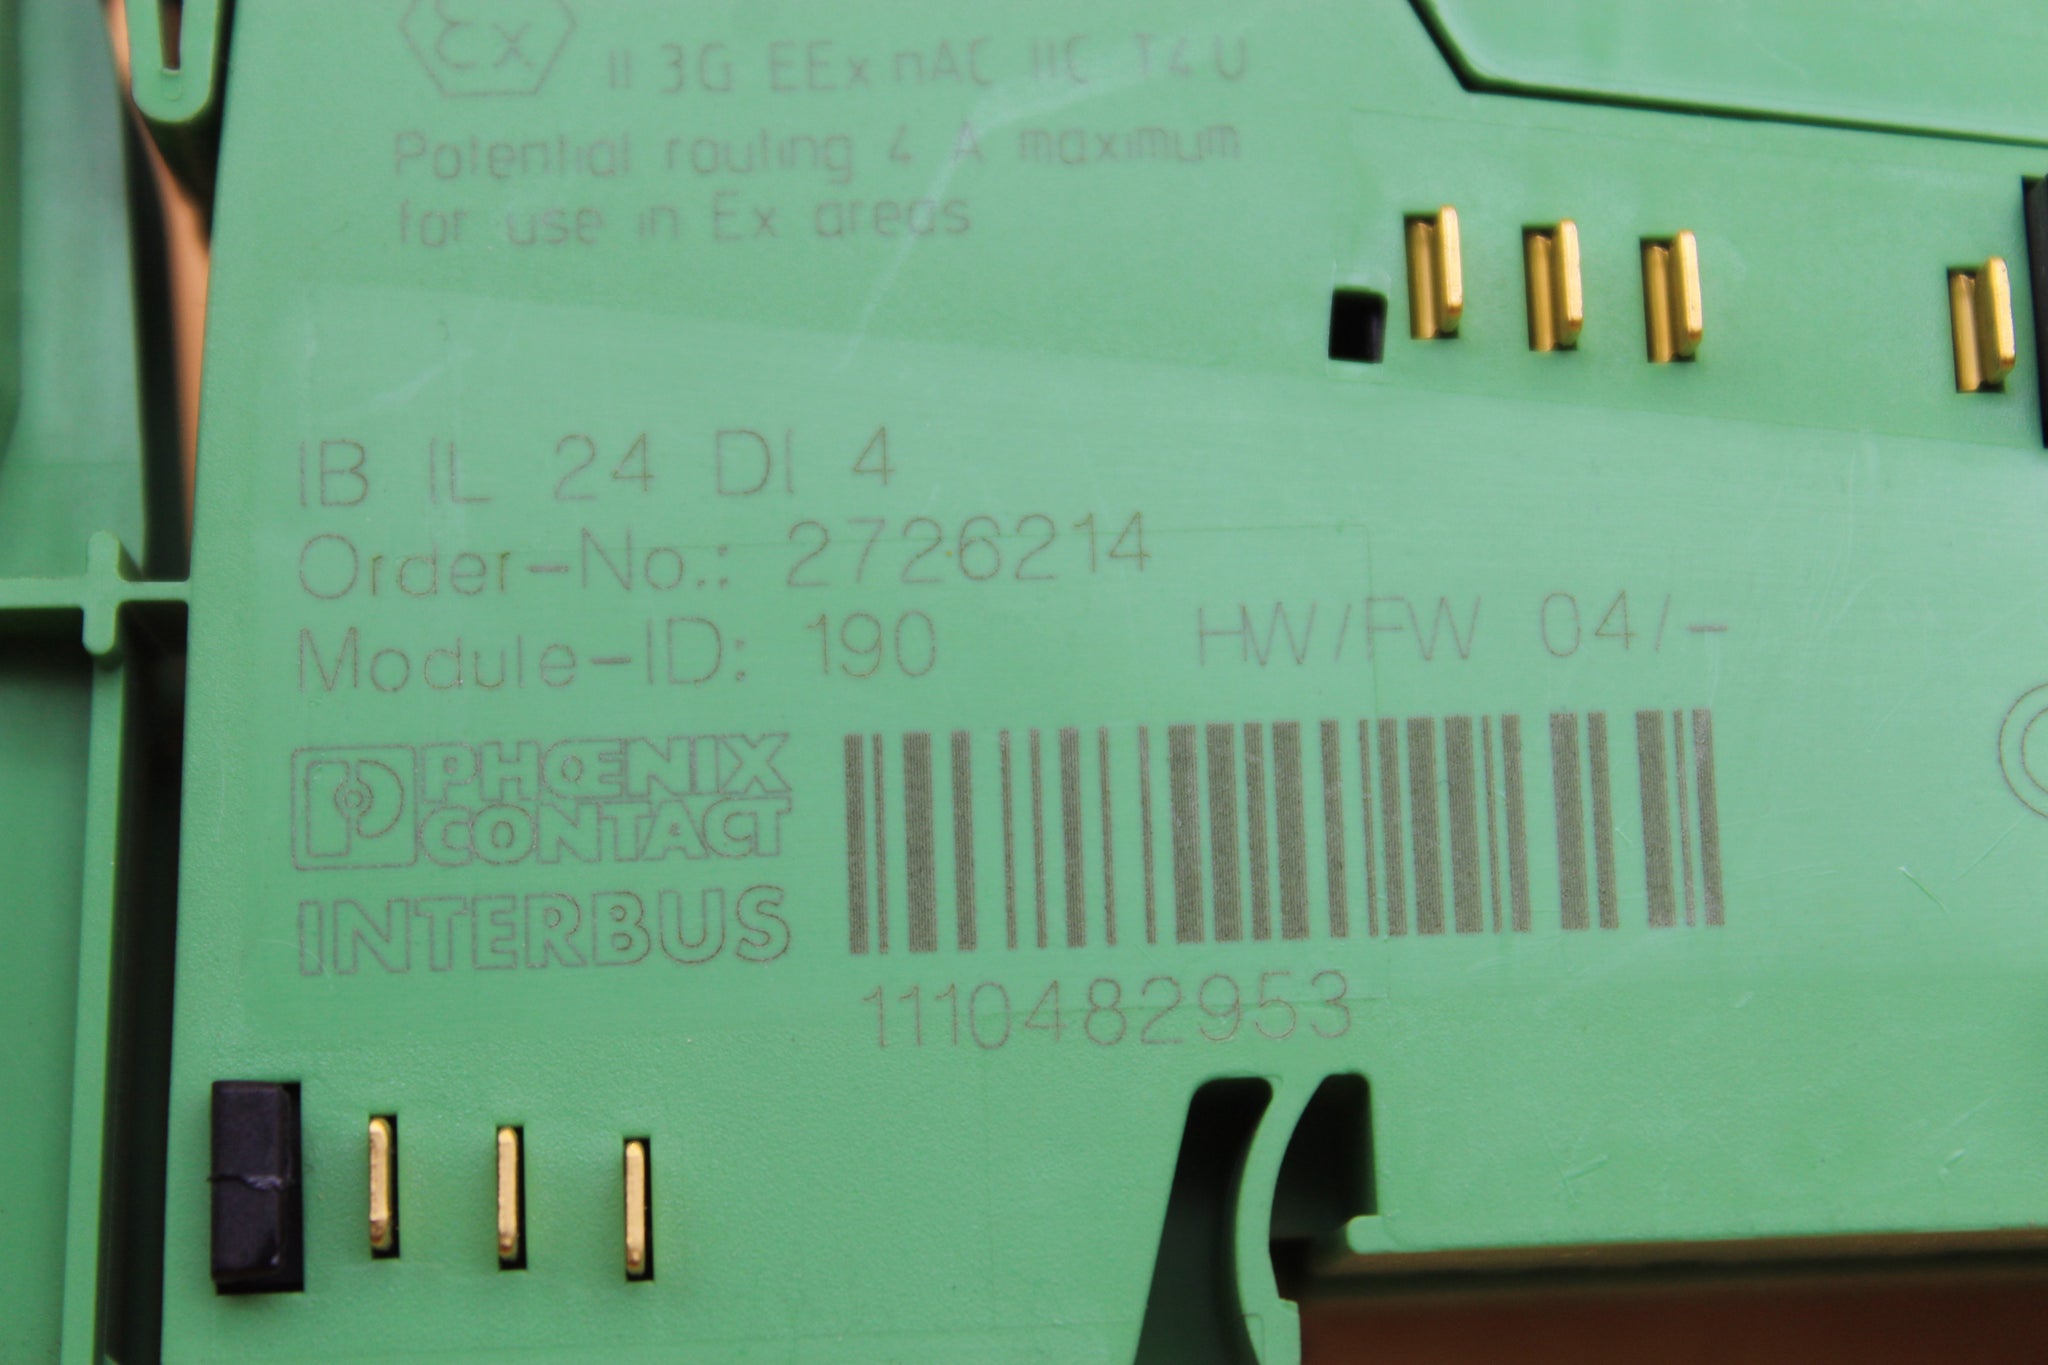 Ex II 3G EEx nAC IIC T4 U
Potential routing 4 A maximum
for use in Ex areas
IB IL 24 DI 4
Order-No.: 2726214
Module-ID: 190 HW/FW 04/-
PHŒNIX
CONTACT
INTERBUS
1110482953